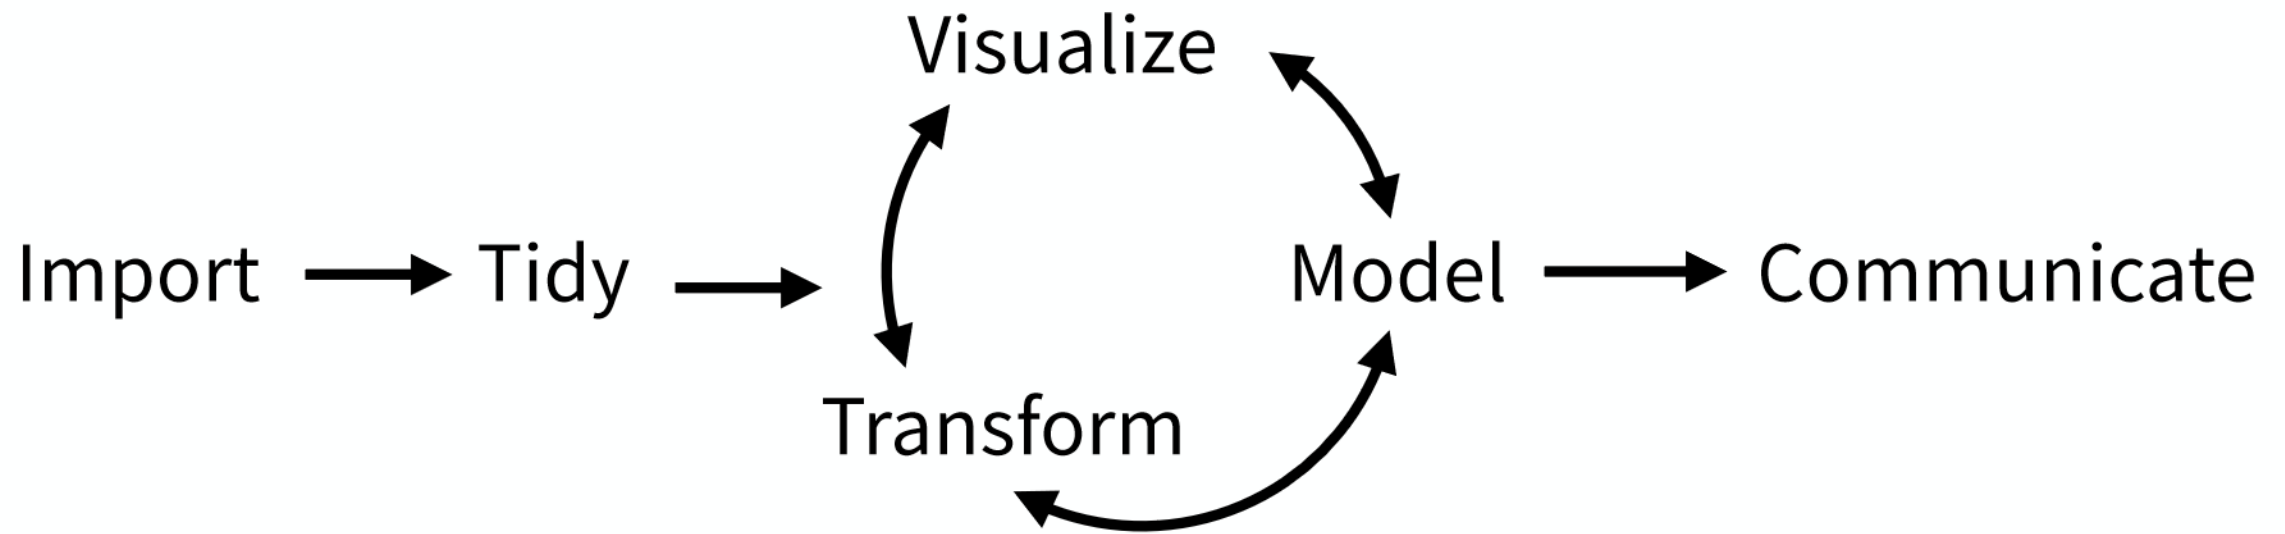 Visualize
Import
Tidy
Model
Communicate
Transform